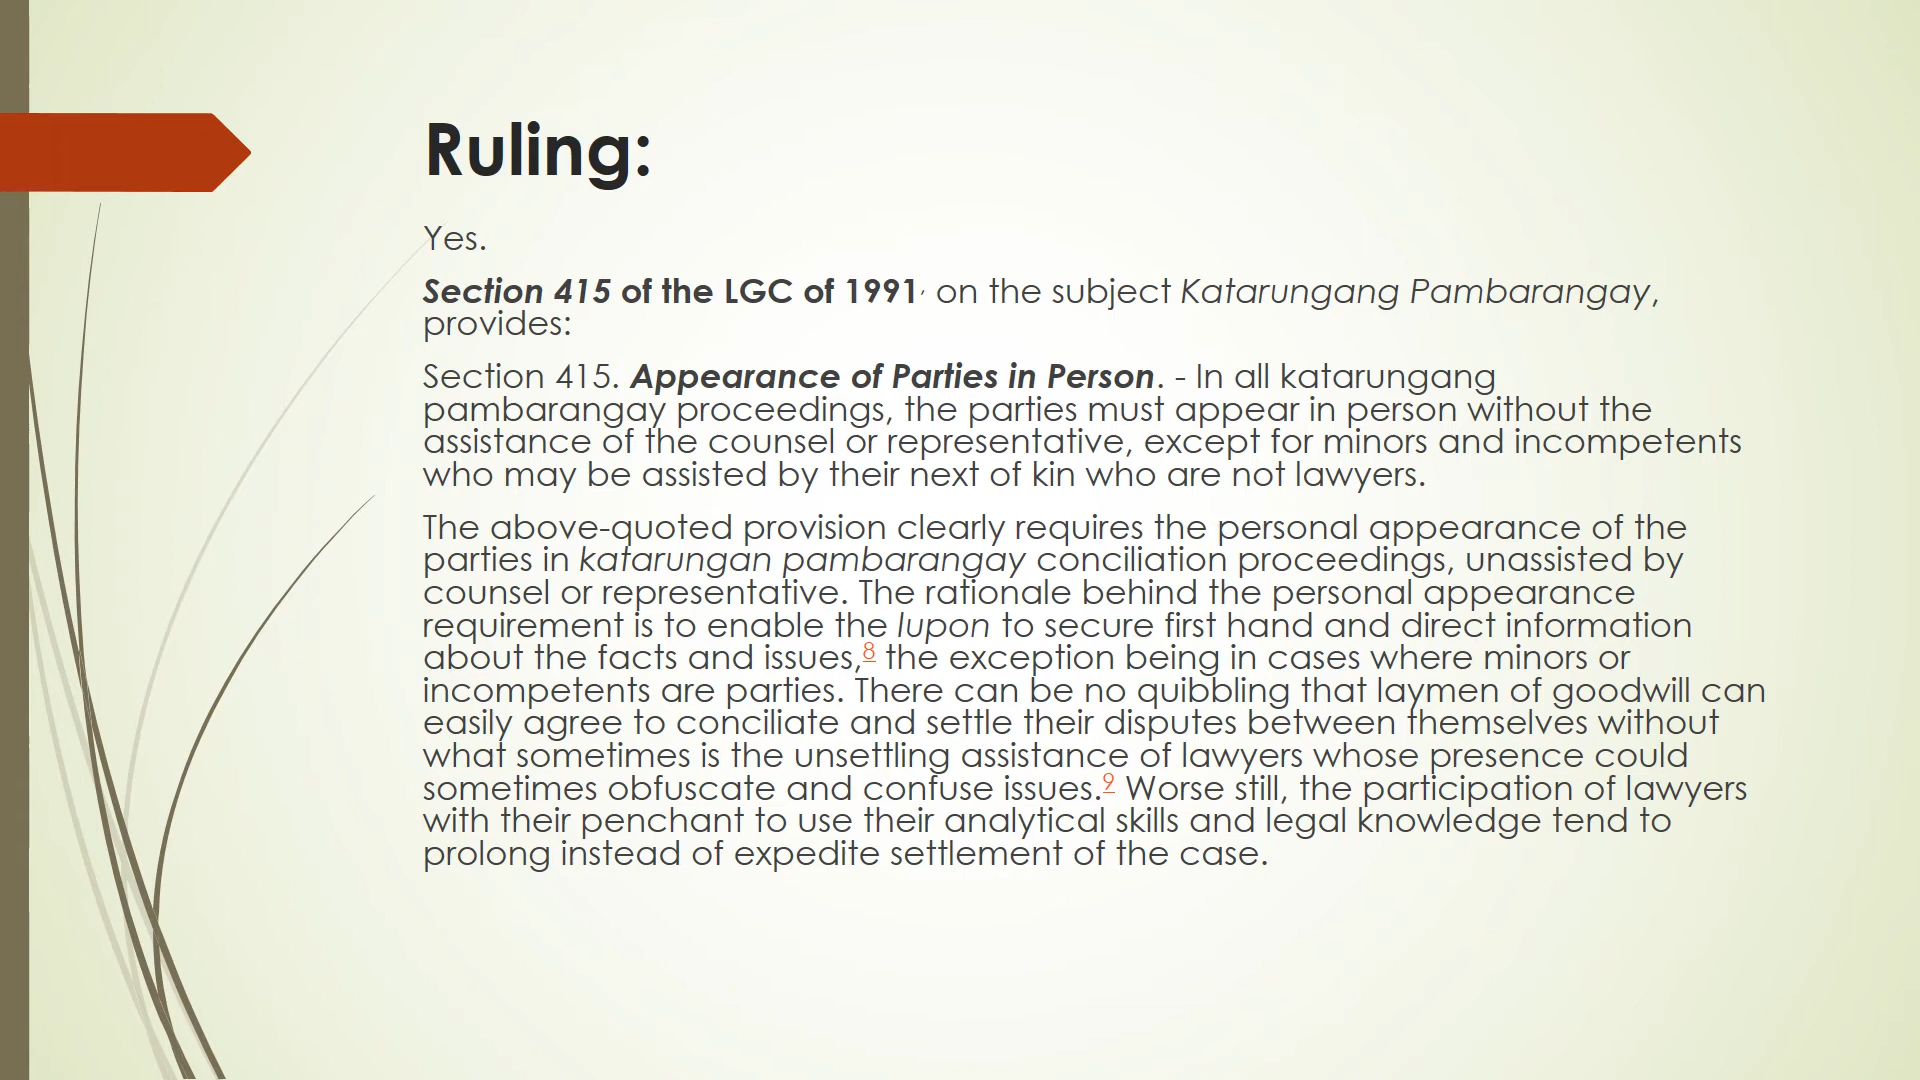 Ruling:
Yes.
Section 415 of the LGC of 1991, on the subject Katarungang Pambarangay,
provides:
Section 415. Appearance of Parties in Person. - In all katarungang
pambarangay proceedings, the parties must appear in person without the
assistance of the counsel or representative, except for minors and incompetents
who may be assisted by their next of kin who are not lawyers.
The above-quoted provision clearly requires the personal appearance of the
parties in katarungan pambarangay conciliation proceedings, unassisted by
counsel or representative. The rationale behind the personal appearance
requirement is to enable the lupon to secure first hand and direct information
about the facts and issues,8 the exception being in cases where minors or
incompetents are parties. There can be no quibbling that laymen of goodwill can
easily agree to conciliate and settle their disputes between themselves without
what sometimes is the unsettling assistance of lawyers whose presence could
sometimes obfuscate and confuse issues.9 Worse still, the participation of lawyers
with their penchant to use their analytical skills and legal knowledge tend to
prolong instead of expedite settlement of the case.